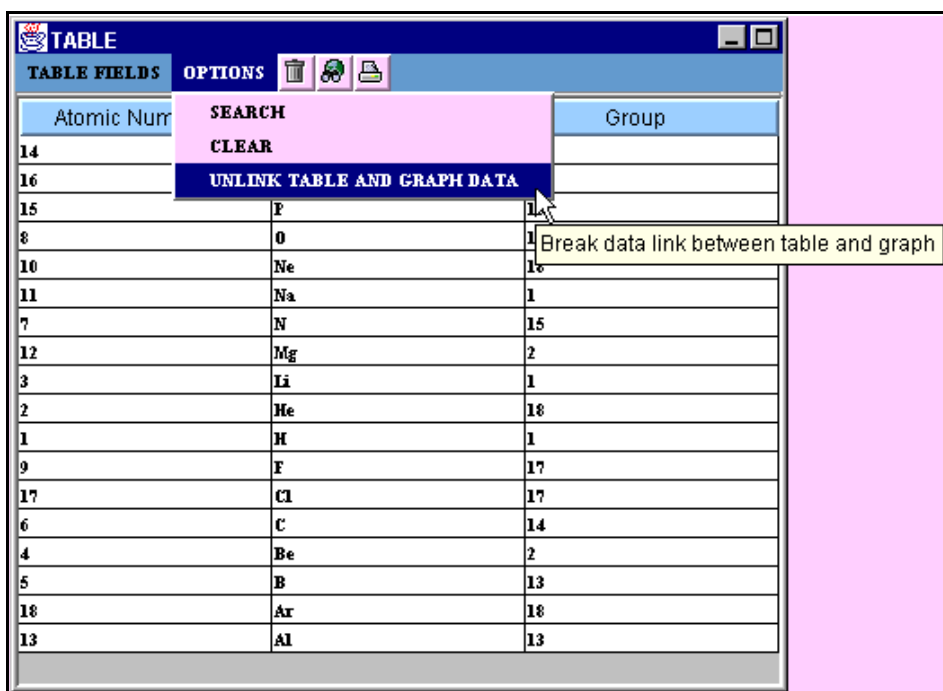 TABLE
TABLE FIELDS OPTIONS
Atomic Num Group
SEARCH
CLEAR
UNLINK TABLE AND GRAPH DATA
Break data link between table and graph
14
16
15 P
8 O
10 Ne 18
11 Na 1
7 N 15
12 Mg 2
3 Li 1
2 He 18
1 H 1
9 F 17
17 Cl 17
6 C 14
4 Be 2
5 B 13
18 Ar 18
13 Al 13